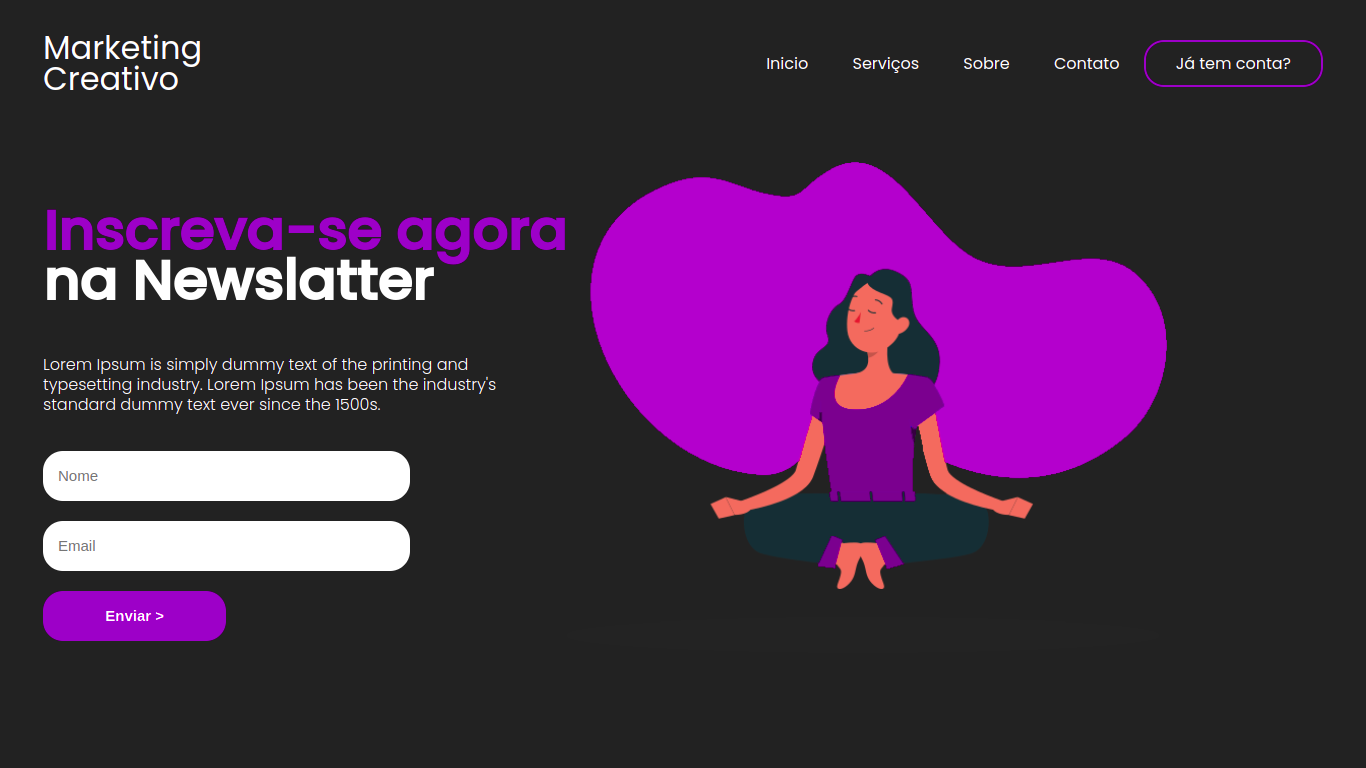 Marketing
Creativo
Inicio Serviços Sobre Contato Já tem conta?
Inscreva-se agora
na Newslatter
Lorem Ipsum is simply dummy text of the printing and
typesetting industry. Lorem Ipsum has been the industry's
standard dummy text ever since the 1500s.
Nome
Email
Enviar >